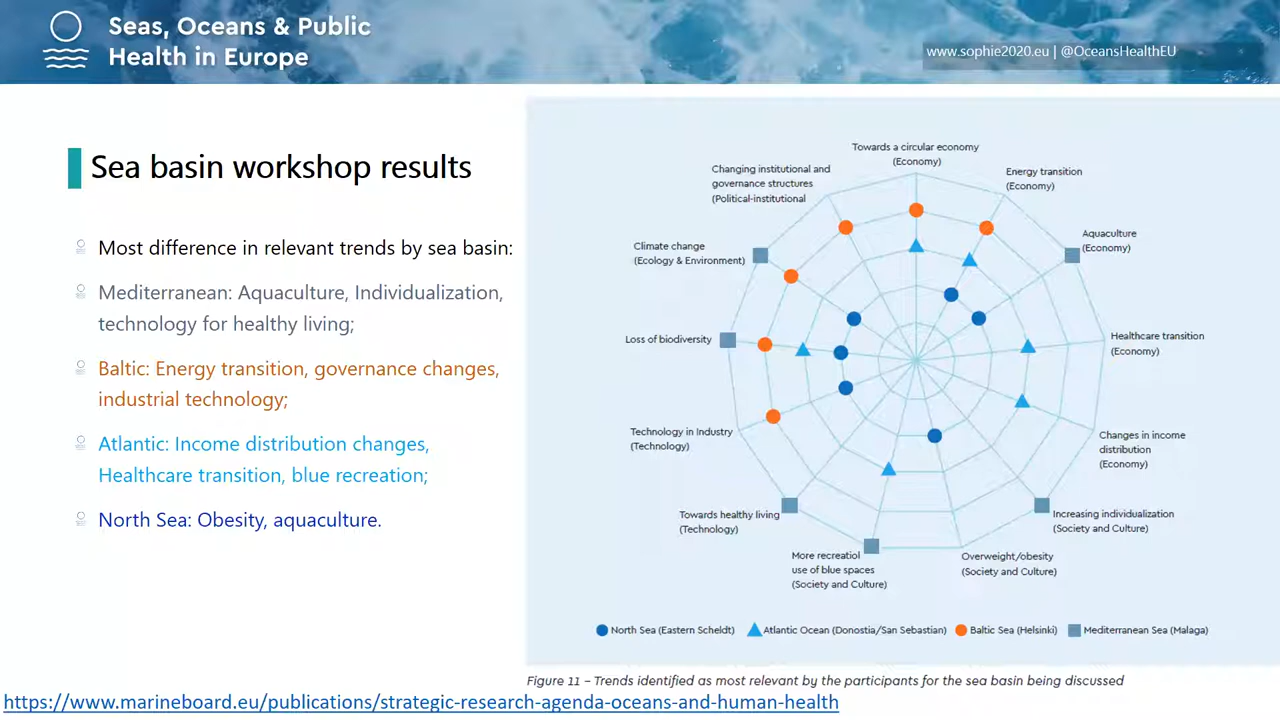 Seas, Oceans & Public
Health in Europe
www.sophie2020.eu | @OceansHealthEU
Sea basin workshop results
Most difference in relevant trends by sea basin:
Mediterranean: Aquaculture, Individualization,
technology for healthy living;
Baltic: Energy transition, governance changes,
industrial technology;
Atlantic: Income distribution changes,
Healthcare transition, blue recreation;
North Sea: Obesity, aquaculture.
Towards a circular economy
(Economy)
Energy transition
(Economy)
Aquaculture
(Economy)
Healthcare transition
(Economy)
Changes in income
distribution
(Economy)
Increasing individualization
(Society and Culture)
Overweight/obesity
(Society and Culture)
More recreatiol
use of blue spaces
(Society and Culture)
Towards healthy living
(Technology)
Technology in Industry
(Technology)
Loss of biodiversity
Climate change
(Ecology & Environment)
Changing institutional and
governance structures
(Political-institutional
North Sea (Eastern Scheldt)
Atlantic Ocean (Donostia/San Sebastian)
Baltic Sea (Helsinki)
Mediterranean Sea (Malaga)
Figure 11 – Trends identified as most relevant by the participants for the sea basin being discussed
https://www.marineboard.eu/publications/strategic-research-agenda-oceans-and-human-health